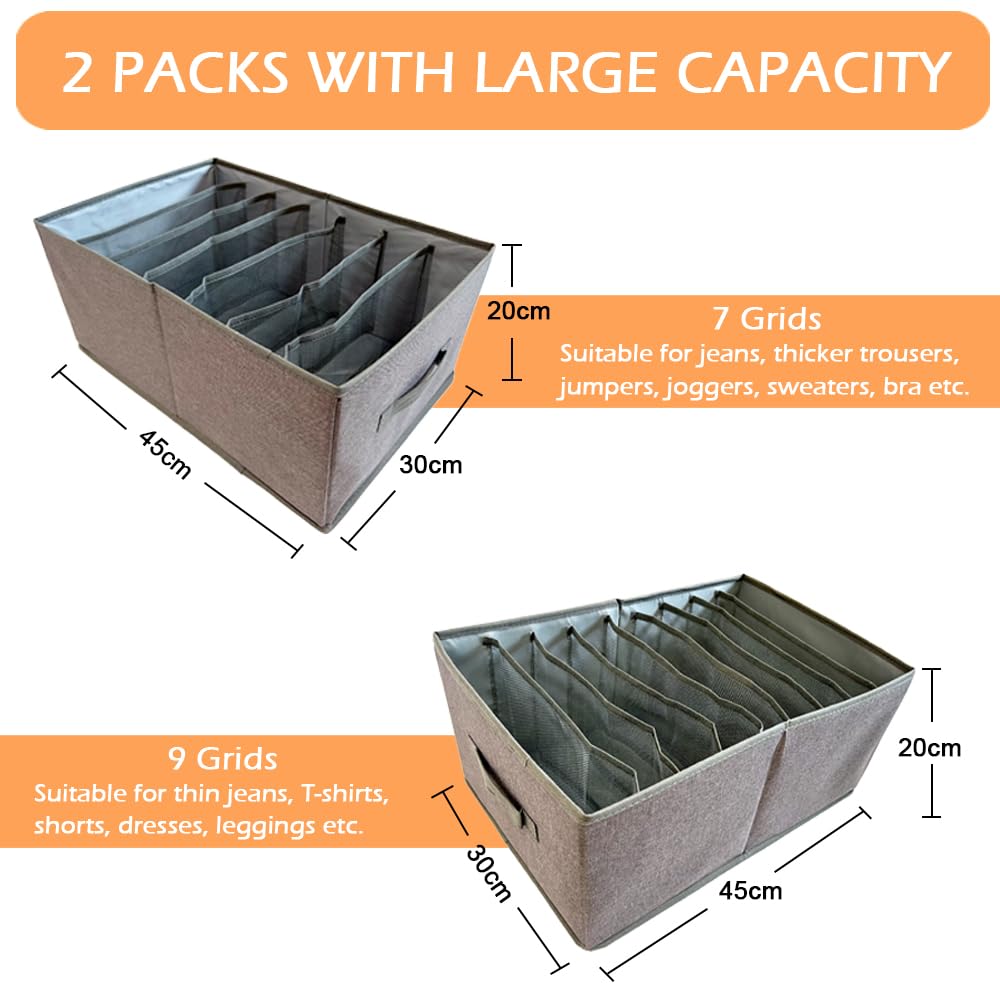 2 PACKS WITH LARGE CAPACITY
20cm
7 Grids
Suitable for jeans, thicker trousers,
jumpers, joggers, sweaters, bra etc.
45cm
30cm
9 Grids
Suitable for thin jeans, T-shirts,
shorts, dresses, leggings etc.
20cm
30cm
45cm